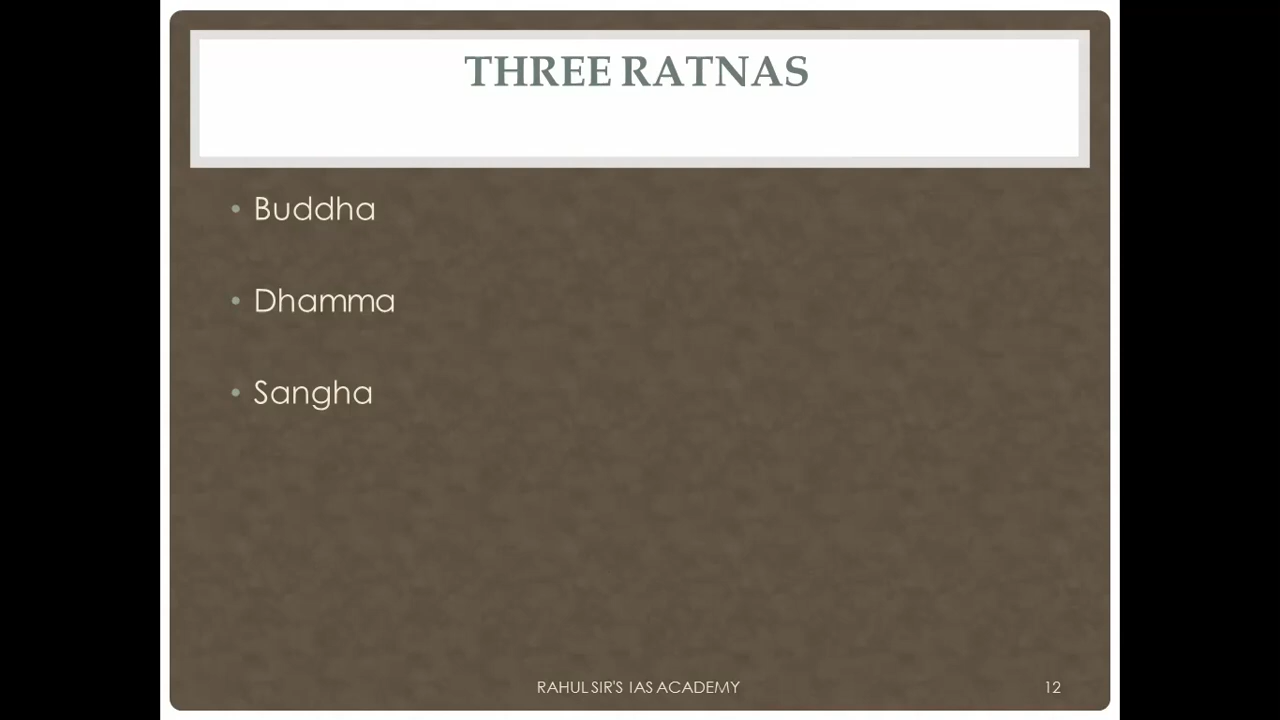 THREE RATNAS
• Buddha
• Dhamma
• Sangha
RAHUL SIR'S IAS ACADEMY
12